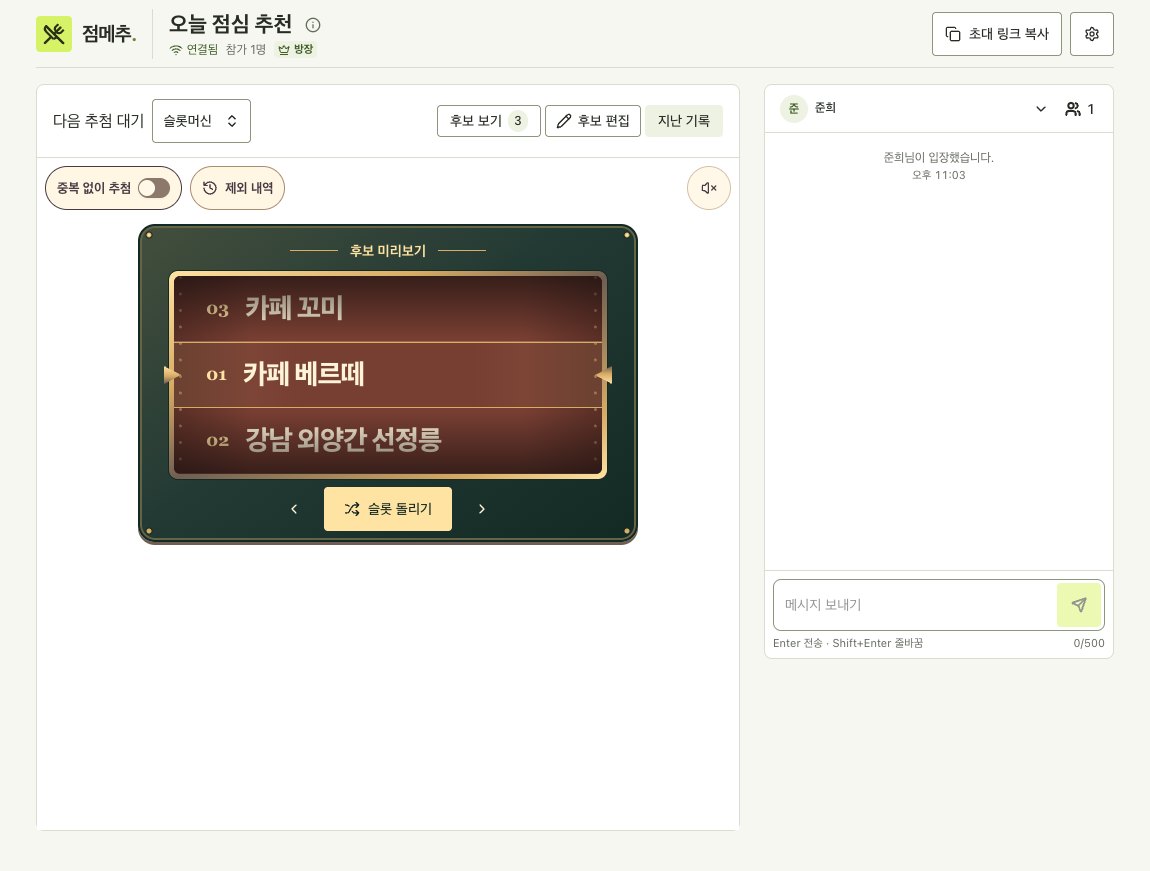 점메추.
오늘 점심 추천
연결됨 참가 1명 방장
초대 링크 복사
다음 추첨 대기 슬롯머신
후보 보기 3
후보 편집
지난 기록
중복 없이 추첨
제외 내역
후보 미리보기
03 카페 꼬미
01 카페 베르떼
02 강남 외양간 선정릉
슬롯 돌리기
준 준희 1
준희님이 입장했습니다.
오후 11:03
메시지 보내기
Enter 전송 · Shift+Enter 줄바꿈 0/500